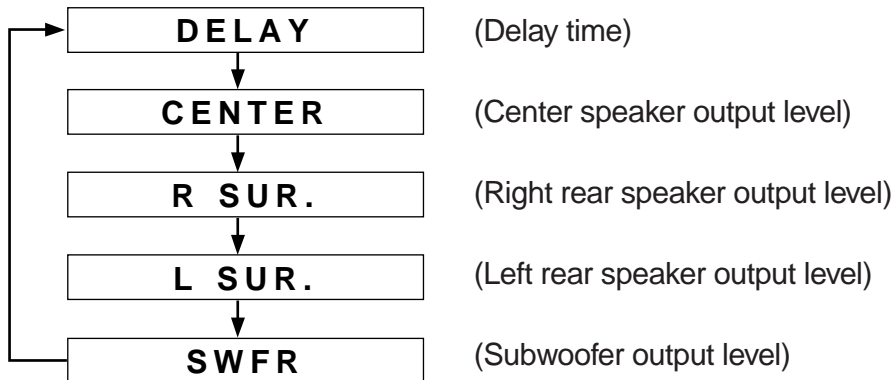 DELAY (Delay time)
CENTER (Center speaker output level)
R SUR. (Right rear speaker output level)
L SUR. (Left rear speaker output level)
SWFR (Subwoofer output level)